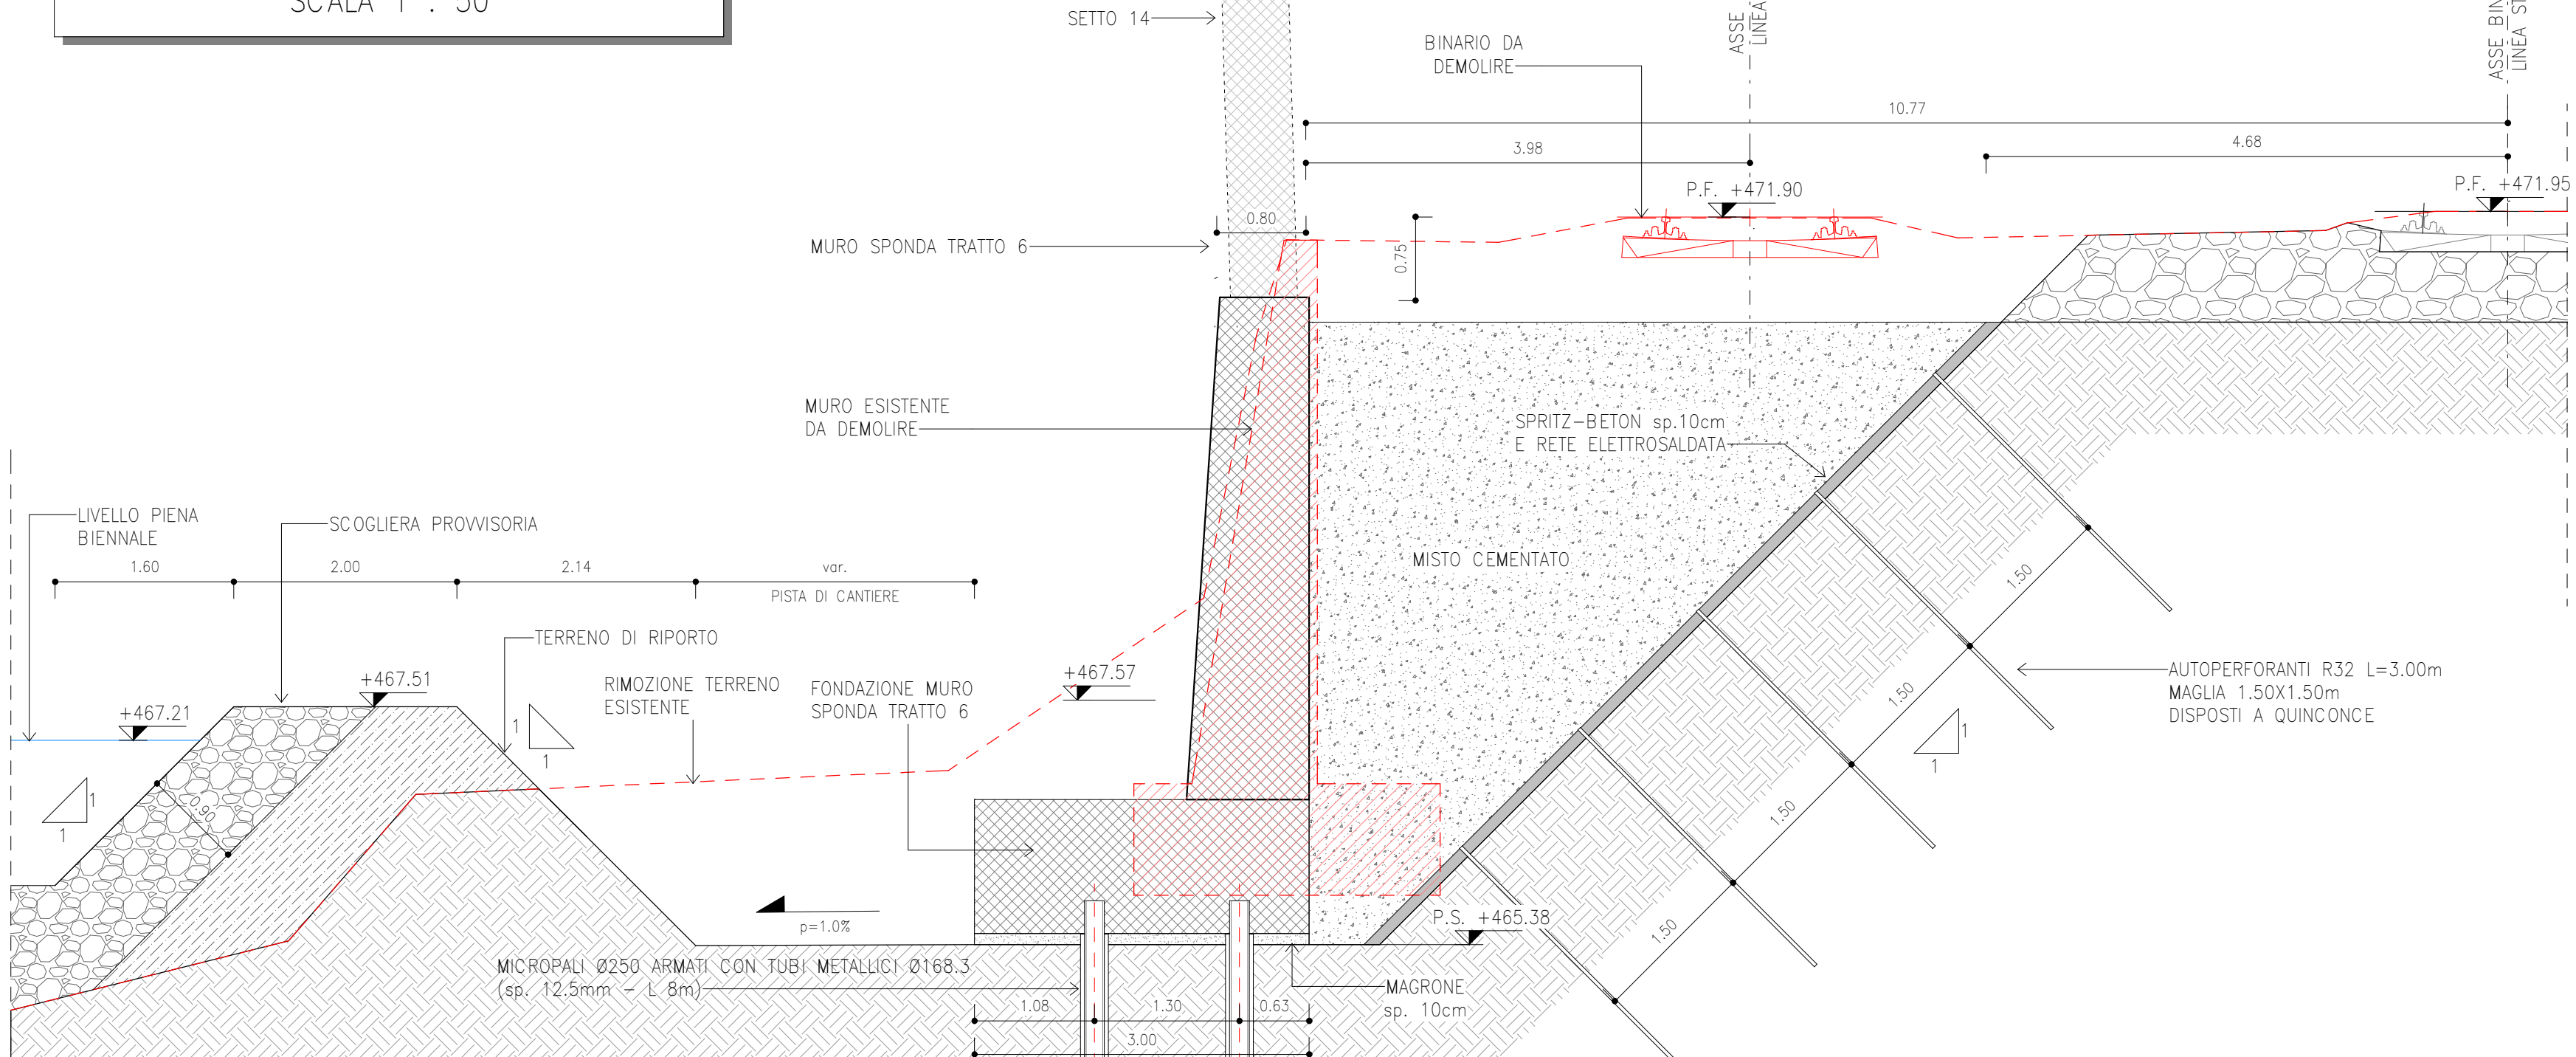 SCALA 1 : 50
SETTO 14
BINARIO DA
DEMOLIRE
ASSE
LINEA
ASSE BIN
LINEA ST
10.77
3.98
4.68
P.F. +471.90
P.F. +471.95
0.80
MURO SPONDA TRATTO 6
0.75
MURO ESISTENTE
DA DEMOLIRE
SPRITZ-BETON sp.10cm
E RETE ELETTROSALDATA
LIVELLO PIENA
BIENNALE
SCOGLIERA PROVVISORIA
1.60
2.00
2.14
var.
PISTA DI CANTIERE
MISTO CEMENTATO
1.50
TERRENO DI RIPORTO
+467.57
+467.51
RIMOZIONE TERRENO
ESISTENTE
FONDAZIONE MURO
SPONDA TRATTO 6
AUTOPERFORANTI R32 L=3.00m
MAGLIA 1.50X1.50m
DISPOSTI A QUINCONCE
1.50
+467.21
1
1
1
1
1
1
0.90
1.50
P.S. +465.38
p=1.0%
1.50
MICROPALI Ø250 ARMATI CON TUBI METALLICI Ø168.3
(sp. 12.5mm - L 8m)
MAGRONE
sp. 10cm
1.08
1.30
0.63
3.00